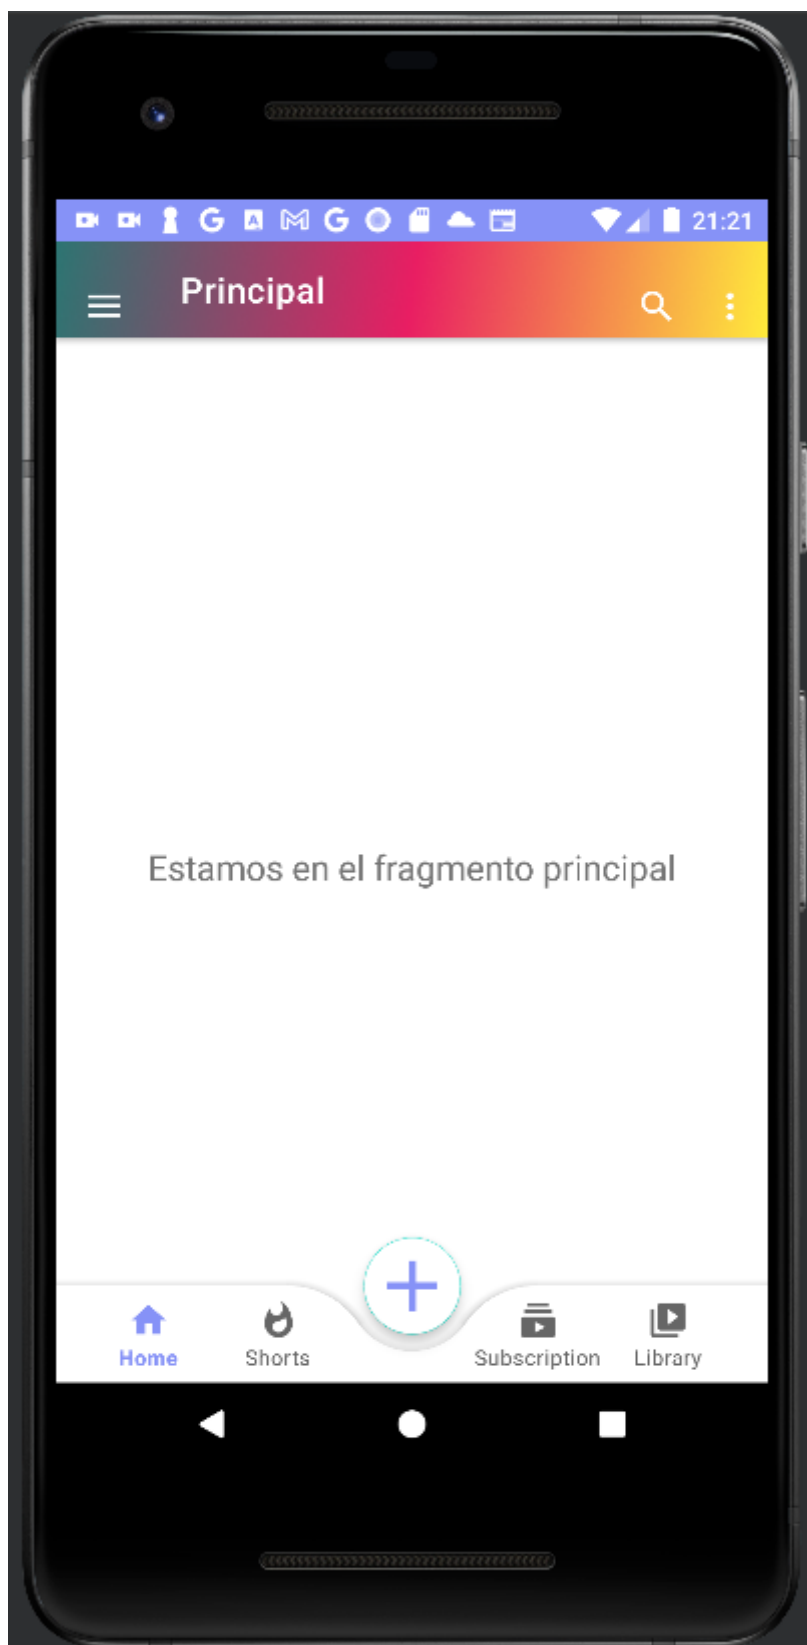 21:21
Principal
Estamos en el fragmento principal
Home
Shorts
Subscription
Library